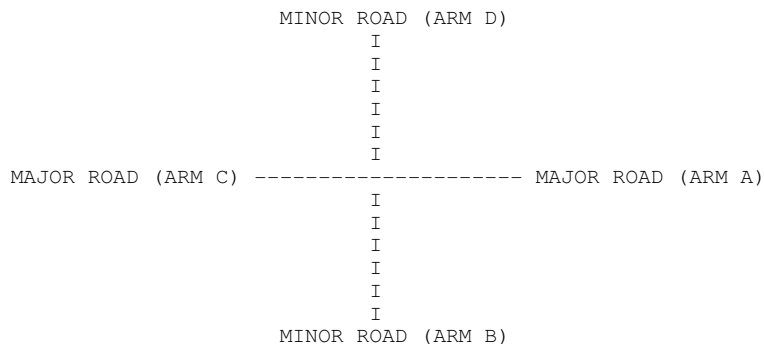 MINOR ROAD (ARM D)
I
I
I
I
I
I
MAJOR ROAD (ARM C) --------------------- MAJOR ROAD (ARM A)
I
I
I
I
I
I
MINOR ROAD (ARM B)